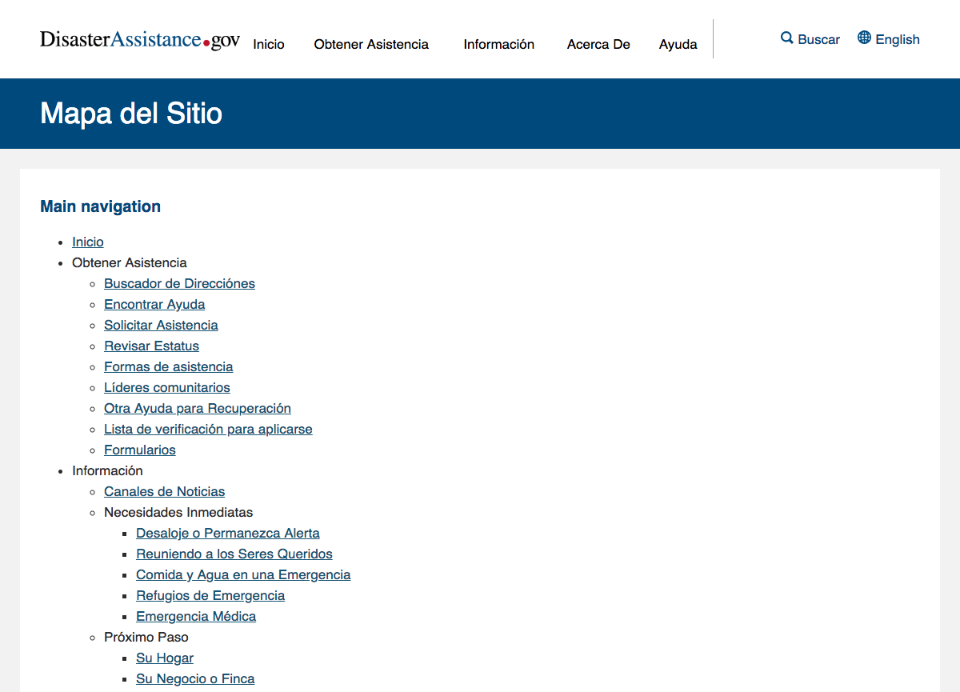 DisasterAssistance.gov Inicio Obtener Asistencia Información Acerca De Ayuda Buscar English
Mapa del Sitio
Main navigation
Inicio
Obtener Asistencia
Buscador de Direcciónes
Encontrar Ayuda
Solicitar Asistencia
Revisar Estatus
Formas de asistencia
Líderes comunitarios
Otra Ayuda para Recuperación
Lista de verificación para aplicarse
Formularios
Información
Canales de Noticias
Necesidades Inmediatas
Desaloje o Permanezca Alerta
Reuniendo a los Seres Queridos
Comida y Agua en una Emergencia
Refugios de Emergencia
Emergencia Médica
Próximo Paso
Su Hogar
Su Negocio o Finca